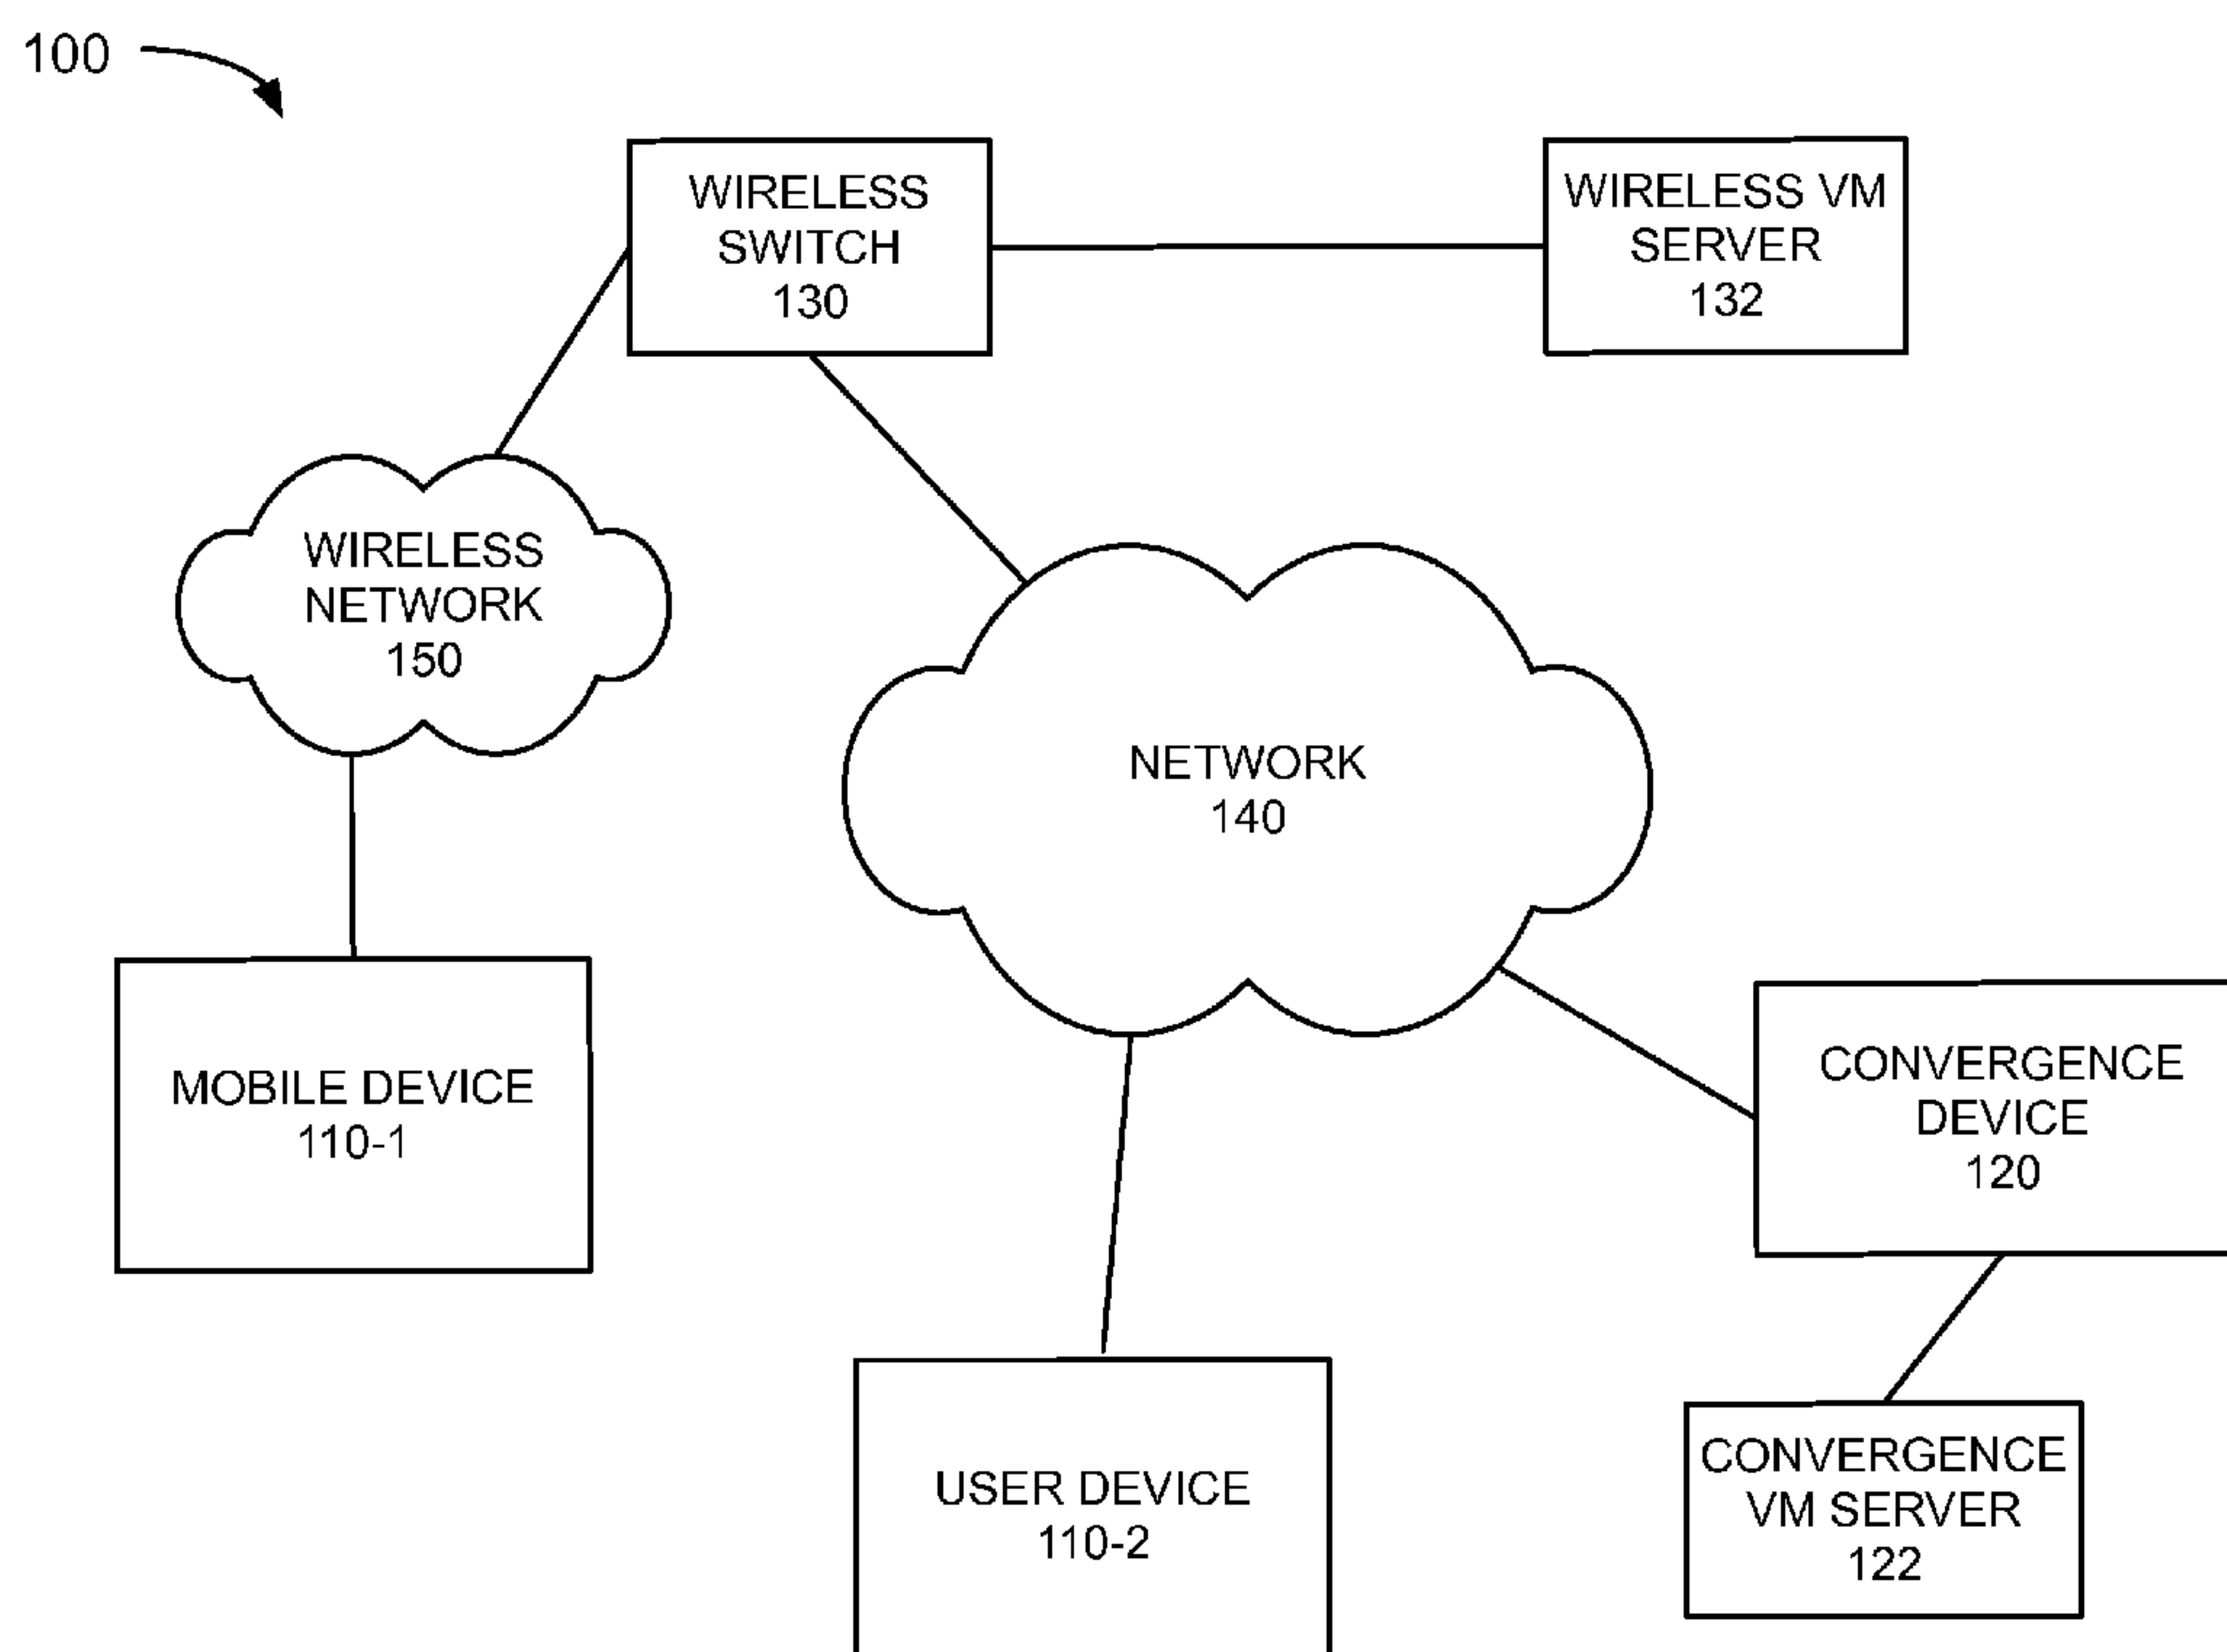 100
WIRELESS
SWITCH
130
WIRELESS VM
SERVER
132
WIRELESS
NETWORK
150
NETWORK
140
MOBILE DEVICE
110-1
CONVERGENCE
DEVICE
120
USER DEVICE
110-2
CONVERGENCE
VM SERVER
122